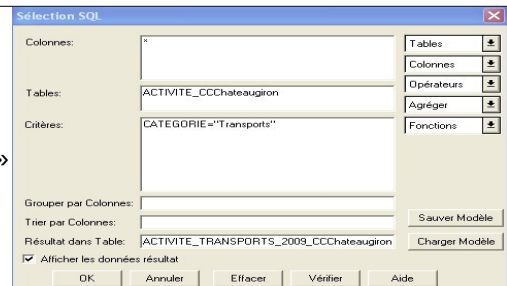 Sélection SQL
Colonnes: * Tables
Colonnes
Opérateurs
Tables: ACTIVITE_CCChateaugiron Agréger
Critères: CATEGORIE="Transports" Fonctions
»
Grouper par Colonnes:
Trier par Colonnes: Sauver Modèle
Résultat dans Table: ACTIVITE_TRANSPORTS_2009_CCChateaugiron Charger Modèle
Afficher les données résultat
OK Annuler Effacer Vérifier Aide